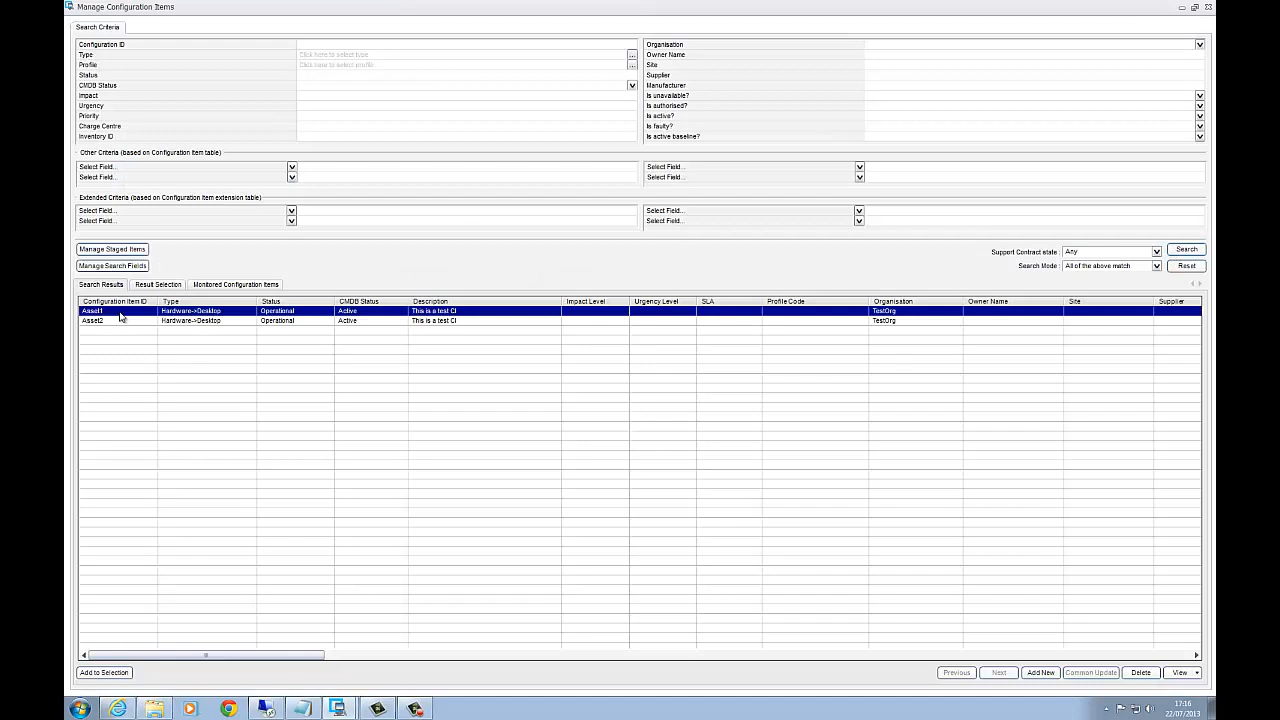 Manage Configuration Items
Search Criteria
Configuration ID
Type Click here to select type ...
Profile Click here to select profile ...
Status
CMDB Status
Impact
Urgency
Priority
Charge Centre
Inventory ID
Organisation
Owner Name
Site
Supplier
Manufacturer
Is unavailable?
Is authorised?
Is active?
Is faulty?
Is active baseline?
Other Criteria (based on Configuration Item table)
Select Field... Select Field...
Select Field... Select Field...
Extended Criteria (based on Configuration Item extension table)
Select Field... Select Field...
Select Field... Select Field...
Manage Staged Items Support Contract state : Any Search
Manage Search Fields Search Mode : All of the above match Reset
Search Results Result Selection Monitored Configuration Items
Configuration Item ID Type Status CMDB Status Description Impact Level Urgency Level SLA Profile Code Organisation Owner Name Site Supplier
Asset1 Hardware->Desktop Operational Active This is a test CI TestOrg
Asset2 Hardware->Desktop Operational Active This is a test CI TestOrg
Add to Selection Previous Next Add New Common Update Delete View
17:16
22/07/2013